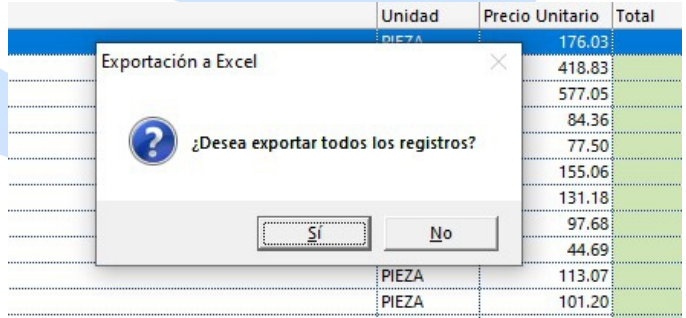 Unidad Precio Unitario Total
PIEZA 176.03
Exportación a Excel
418.83
577.05
84.36
¿Desea exportar todos los registros?
77.50
155.06
131.18
Sí No
97.68
44.69
PIEZA 113.07
PIEZA 101.20